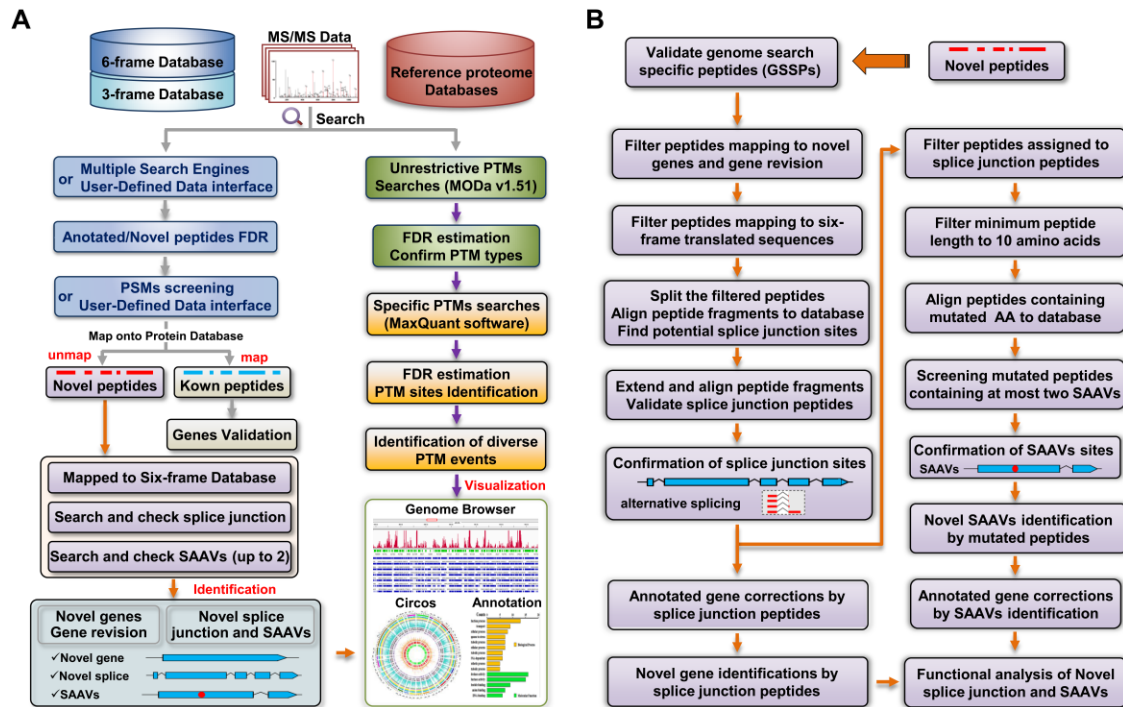 A
6-frame Database
3-frame Database
MS/MS Data
Reference proteome
Databases
Search
or Multiple Search Engines
User-Defined Data interface
Anotated/Novel peptides FDR
or PSMs screening
User-Defined Data interface
Map onto Protein Database
unmap
map
Novel peptides
Kown peptides
Genes Validation
Mapped to Six-frame Database
Search and check splice junction
Search and check SAAVs (up to 2)
Identification
Novel genes
Gene revision
Novel splice
junction and SAAVs
✓Novel gene
✓Novel splice
✓SAAVs
Unrestrictive PTMs
Searches (MODa v1.51)
FDR estimation
Confirm PTM types
Specific PTMs searches
(MaxQuant software)
FDR estimation
PTM sites Identification
Identification of diverse
PTM events
Visualization
Genome Browser
Circos
Annotation
B
Validate genome search
specific peptides (GSSPs)
Novel peptides
Filter peptides mapping to novel
genes and gene revision
Filter peptides mapping to six-
frame translated sequences
Split the filtered peptides
Align peptide fragments to database
Find potential splice junction sites
Extend and align peptide fragments
Validate splice junction peptides
Confirmation of splice junction sites
alternative splicing
Annotated gene corrections by
splice junction peptides
Novel gene identifications by
splice junction peptides
Filter peptides assigned to
splice junction peptides
Filter minimum peptide
length to 10 amino acids
Align peptides containing
mutated AA to database
Screening mutated peptides
containing at most two SAAVs
Confirmation of SAAVs sites
SAAVs
Novel SAAVs identification
by mutated peptides
Annotated gene corrections
by SAAVs identification
Functional analysis of Novel
splice junction and SAAVs